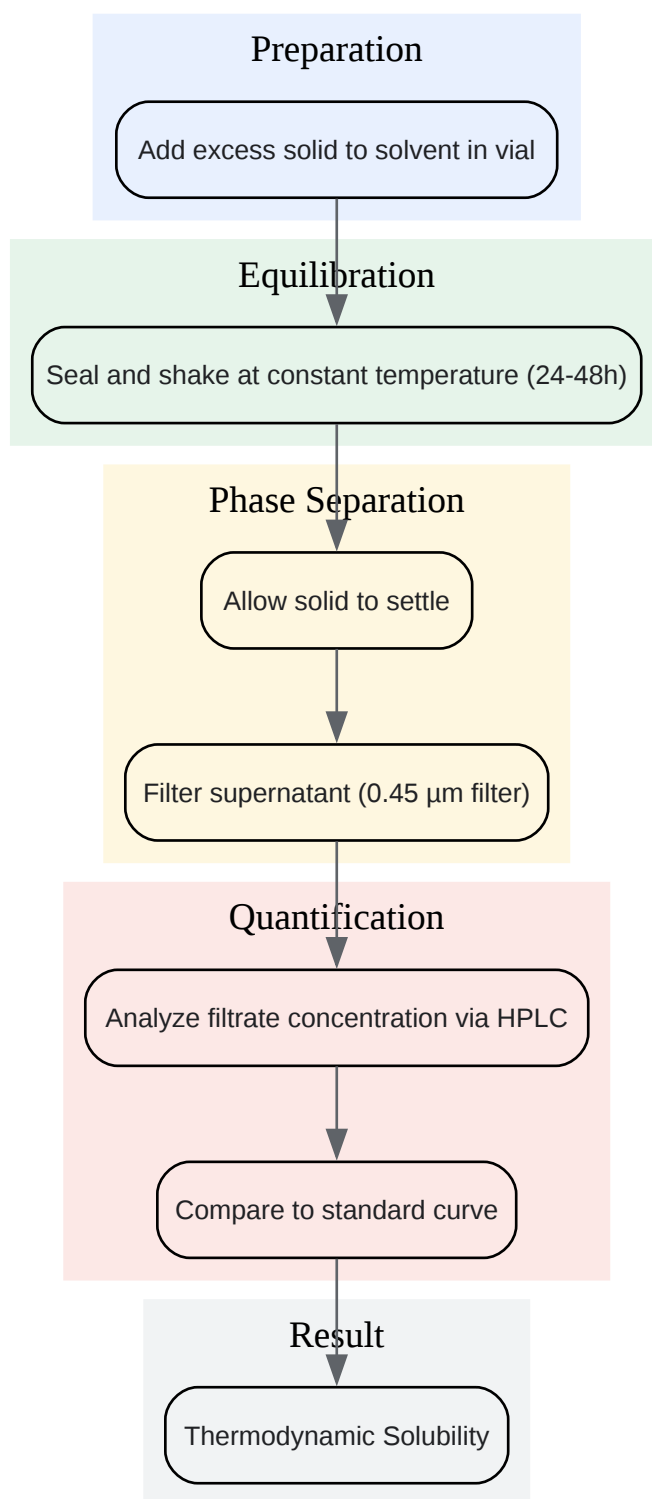 Preparation
Add excess solid to solvent in vial
Equilibration
Seal and shake at constant temperature (24-48h)
Phase Separation
Allow solid to settle
Filter supernatant (0.45 µm filter)
Quantification
Analyze filtrate concentration via HPLC
Compare to standard curve
Result
Thermodynamic Solubility